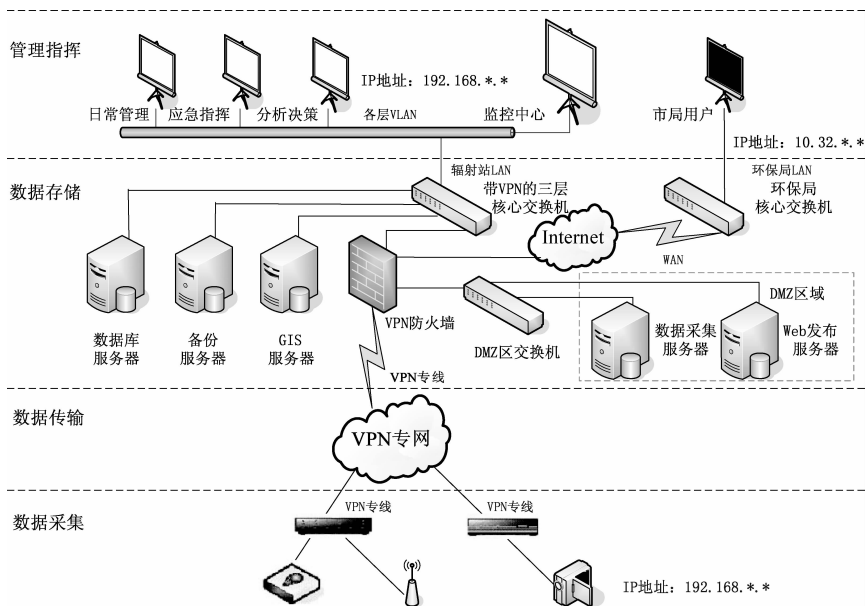 管理指挥
IP地址: 192.168.*.*
日常管理
应急指挥
分析决策
各层VLAN
监控中心
市局用户
IP地址: 10.32.*.*
数据存储
辐射站LAN
带VPN的三层
核心交换机
环保局LAN
环保局
核心交换机
Internet
WAN
DMZ区域
数据库
服务器
备份
服务器
GIS
服务器
VPN防火墙
DMZ区交换机
数据采集
服务器
Web发布
服务器
VPN专线
数据传输
VPN专网
数据采集
VPN专线
VPN专线
IP地址: 192.168.*.*